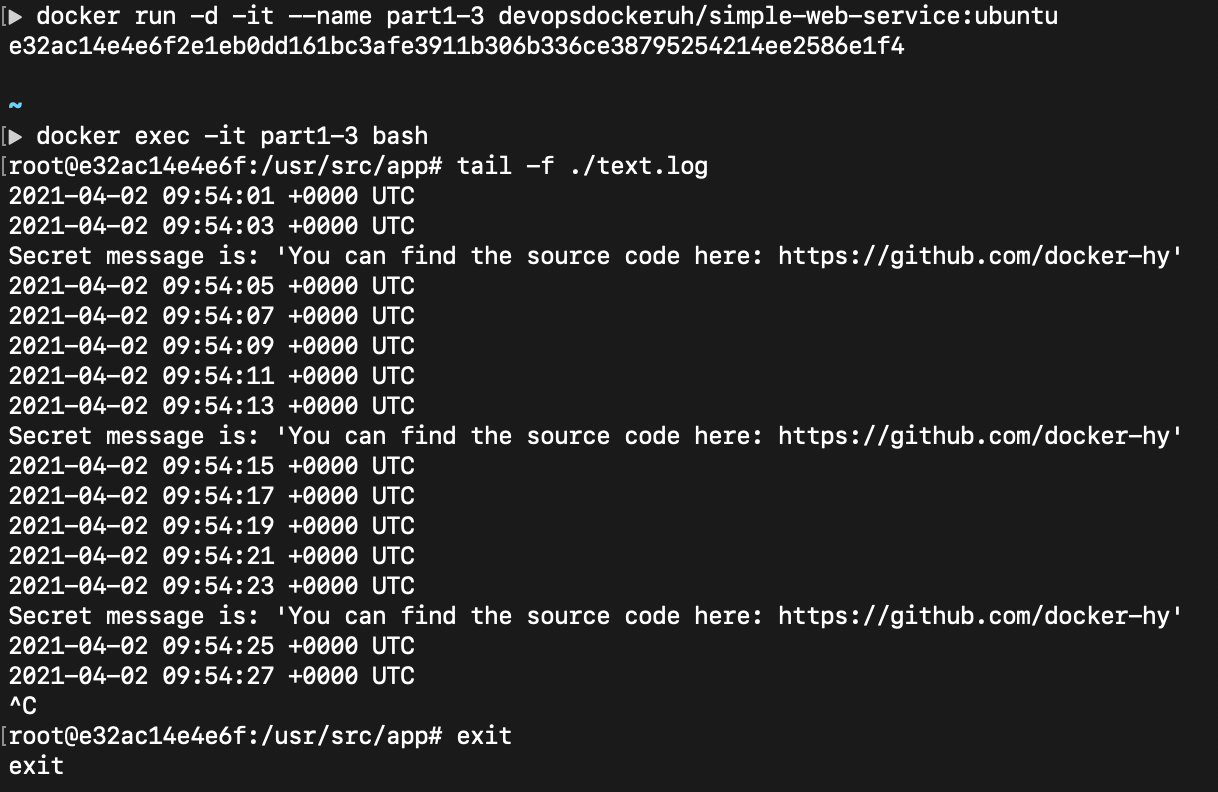 ▶ docker run -d -it --name part1-3 devopsdockeruh/simple-web-service:ubuntu
e32ac14e4e6f2e1eb0dd161bc3afe3911b306b336ce38795254214ee2586e1f4
~
[▶ docker exec -it part1-3 bash
[root@e32ac14e4e6f:/usr/src/app# tail -f ./text.log
2021-04-02 09:54:01 +0000 UTC
2021-04-02 09:54:03 +0000 UTC
Secret message is: 'You can find the source code here: https://github.com/docker-hy'
2021-04-02 09:54:05 +0000 UTC
2021-04-02 09:54:07 +0000 UTC
2021-04-02 09:54:09 +0000 UTC
2021-04-02 09:54:11 +0000 UTC
2021-04-02 09:54:13 +0000 UTC
Secret message is: 'You can find the source code here: https://github.com/docker-hy'
2021-04-02 09:54:15 +0000 UTC
2021-04-02 09:54:17 +0000 UTC
2021-04-02 09:54:19 +0000 UTC
2021-04-02 09:54:21 +0000 UTC
2021-04-02 09:54:23 +0000 UTC
Secret message is: 'You can find the source code here: https://github.com/docker-hy'
2021-04-02 09:54:25 +0000 UTC
2021-04-02 09:54:27 +0000 UTC
^C
[root@e32ac14e4e6f:/usr/src/app# exit
exit